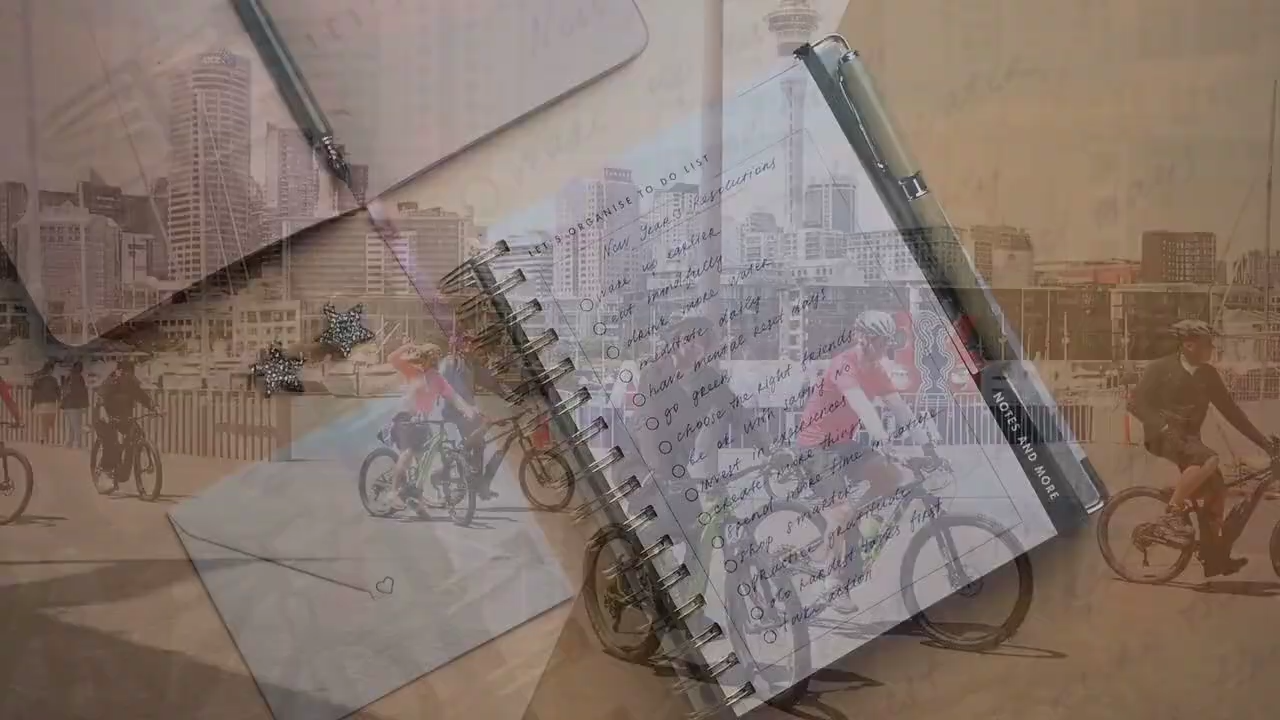 LET'S ORGANISE TO DO LIST
New Year's Resolutions
wake up earlier
eat mindfully
drink more water
meditate daily
have mental reset days
go green
choose the right friends
be ok with saying no
invest in experiences
create more things
spend more time in nature
shop smarter
practice gratitude
do hardest tasks first
take action
NOTES AND MORE